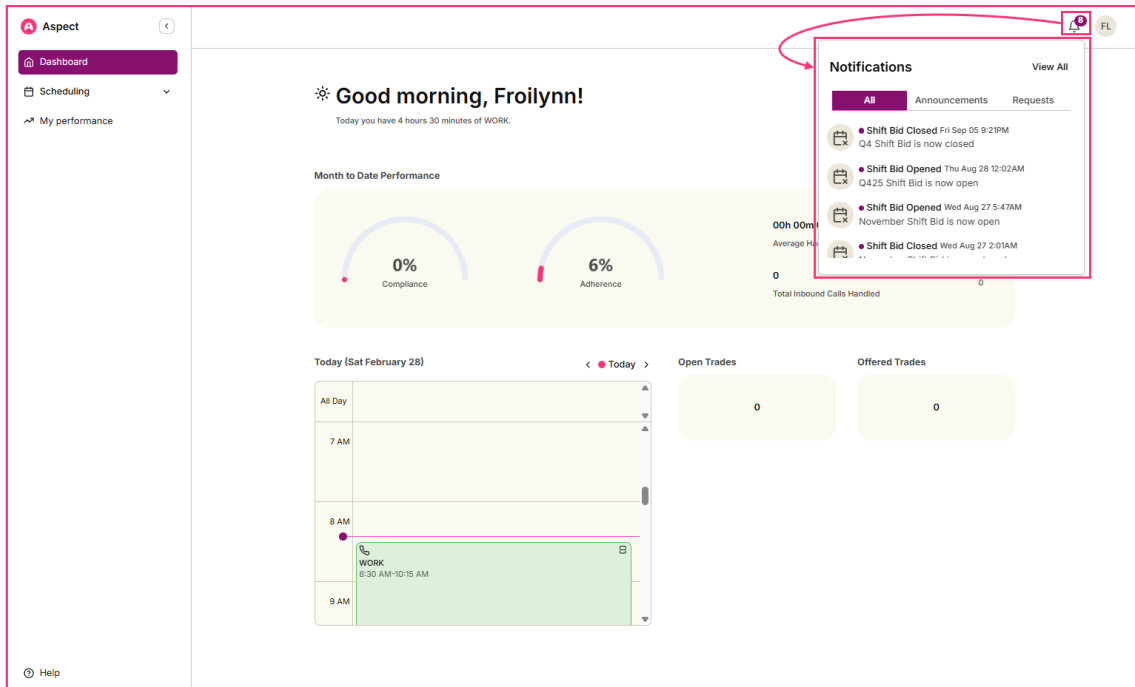 Aspect
Dashboard
Scheduling
My performance
Help
8
FL
Good morning, Froilynn!
Today you have 4 hours 30 minutes of WORK.
Notifications
View All
All
Announcements
Requests
Shift Bid Closed Fri Sep 05 9:21PM
Q4 Shift Bid is now closed
Shift Bid Opened Thu Aug 28 12:02AM
Q425 Shift Bid is now open
Shift Bid Opened Wed Aug 27 5:47AM
November Shift Bid is now open
Shift Bid Closed Wed Aug 27 2:01AM
Month to Date Performance
0%
Compliance
6%
Adherence
00h 00m
Average
0
Total Inbound Calls Handled
0
Today (Sat February 28)
Today
All Day
7 AM
8 AM
WORK
8:30 AM-10:15 AM
9 AM
Open Trades
0
Offered Trades
0